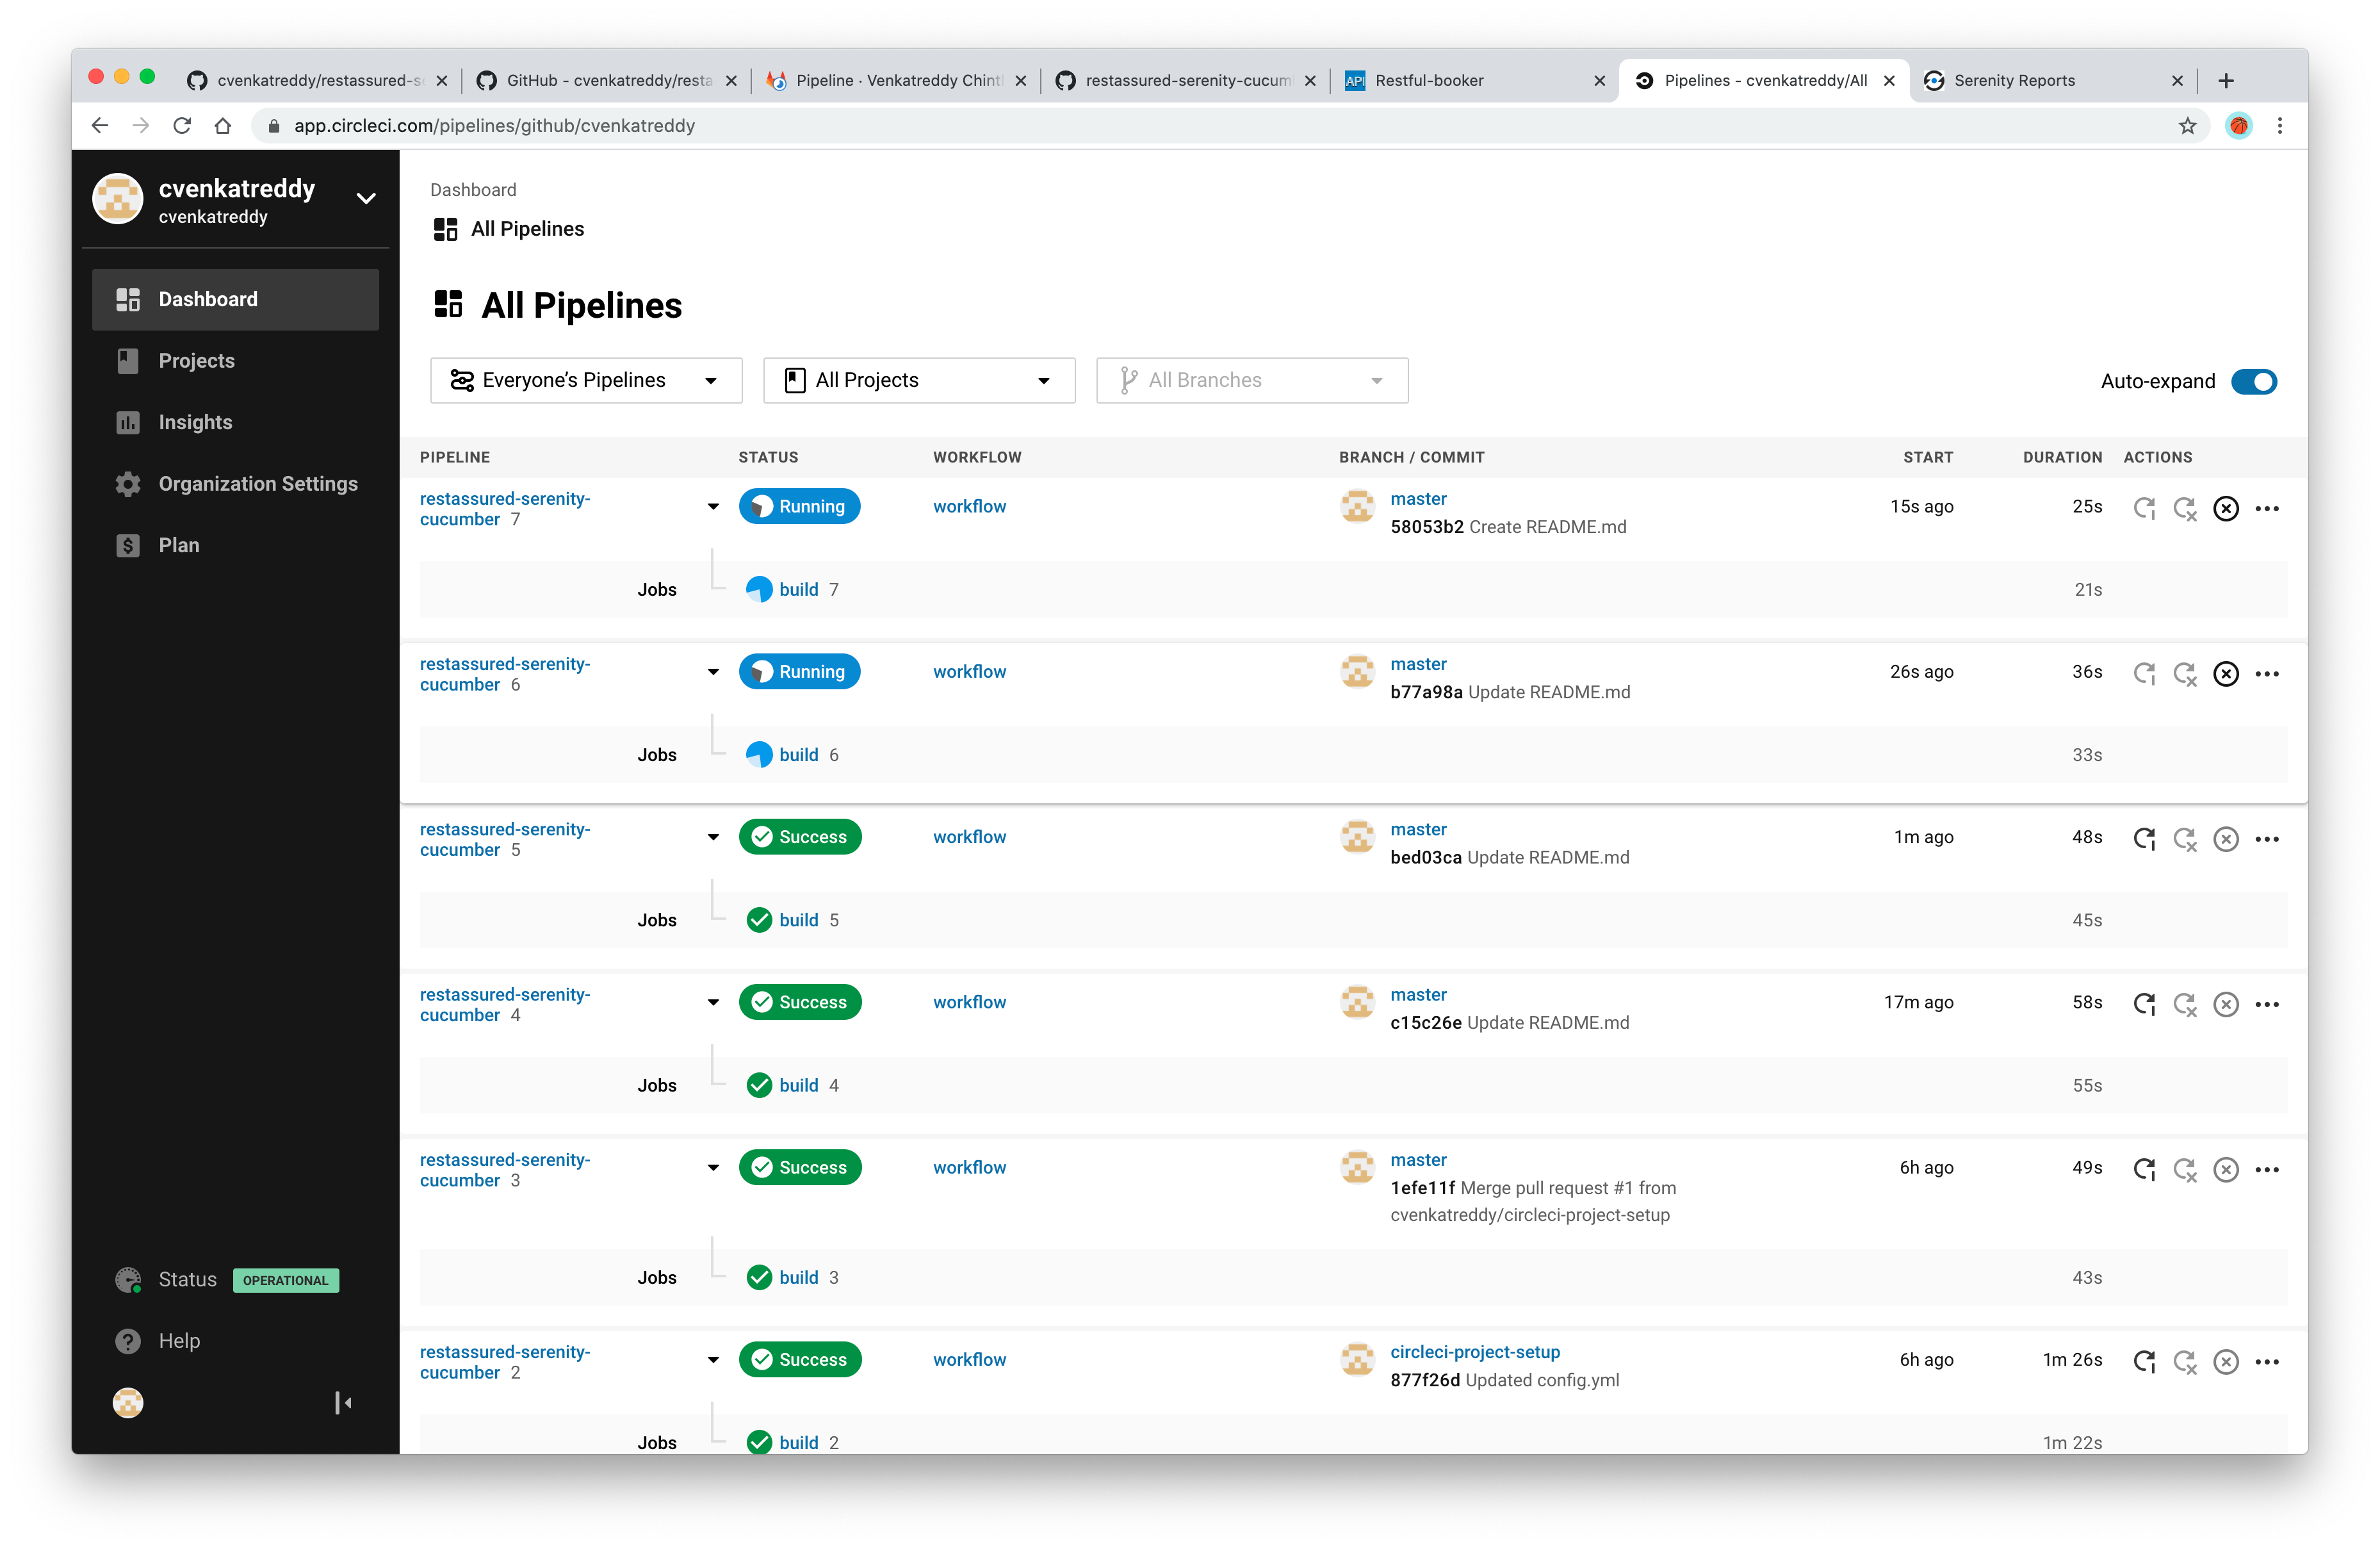 cvenkatreddy/restassured-s
GitHub - cvenkatreddy/resta
Pipeline · Venkatreddy Chint
restassured-serenity-cucum
API
Restful-booker
Pipelines - cvenkatreddy/All
Serenity Reports
app.circleci.com/pipelines/github/cvenkatreddy
cvenkatreddy
cvenkatreddy
Dashboard
Projects
Insights
Organization Settings
Plan
Status OPERATIONAL
Help
Dashboard
All Pipelines
All Pipelines
Everyone’s Pipelines
All Projects
All Branches
Auto-expand
PIPELINE STATUS WORKFLOW BRANCH / COMMIT START DURATION ACTIONS
restassured-serenity-
cucumber 7
Running
workflow
master
58053b2 Create README.md
15s ago
25s
Jobs build 7 21s
restassured-serenity-
cucumber 6
Running
workflow
master
b77a98a Update README.md
26s ago
36s
Jobs build 6 33s
restassured-serenity-
cucumber 5
Success
workflow
master
bed03ca Update README.md
1m ago
48s
Jobs build 5 45s
restassured-serenity-
cucumber 4
Success
workflow
master
c15c26e Update README.md
17m ago
58s
Jobs build 4 55s
restassured-serenity-
cucumber 3
Success
workflow
master
1efe11f Merge pull request #1 from
cvenkatreddy/circleci-project-setup
6h ago
49s
Jobs build 3 43s
restassured-serenity-
cucumber 2
Success
workflow
circleci-project-setup
877f26d Updated config.yml
6h ago
1m 26s
Jobs build 2 1m 22s